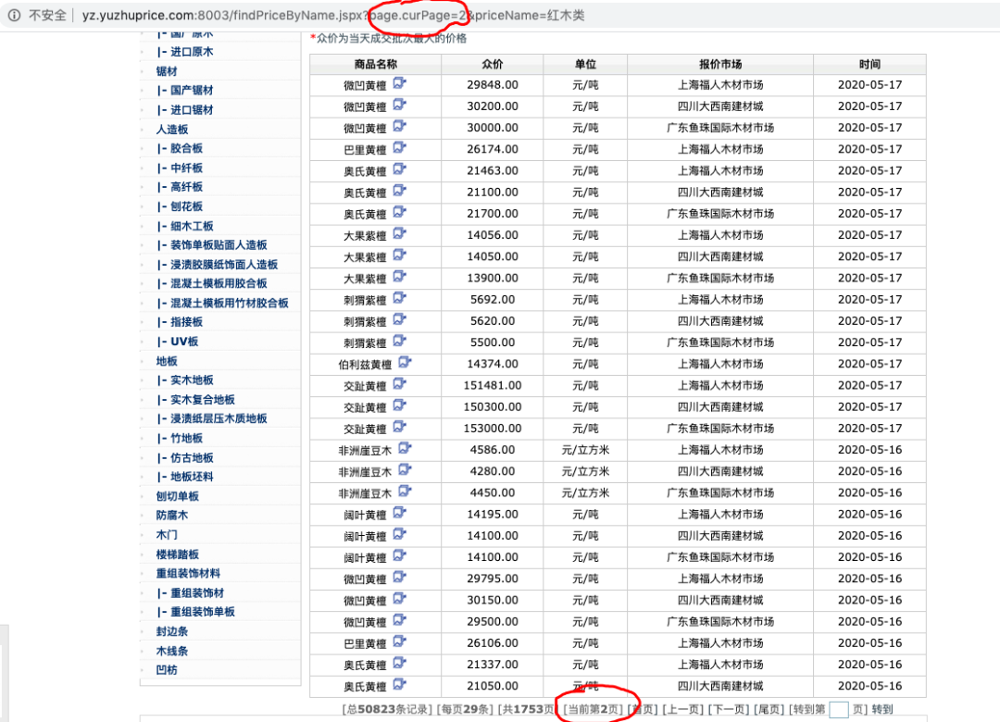 不安全 yz.yuzhuprice.com:8003/findPriceByName.jspx?page.curPage=2&priceName=红木类
|- 国产原木
|- 进口原木
锯材
|- 国产锯材
|- 进口锯材
人造板
|- 胶合板
|- 中纤板
|- 高纤板
|- 刨花板
|- 细木工板
|- 装饰单板贴面人造板
|- 浸渍胶膜纸饰面人造板
|- 混凝土模板用胶合板
|- 混凝土模板用竹材胶合板
|- 指接板
|- UV板
地板
|- 实木地板
|- 实木复合地板
|- 浸渍纸层压木质地板
|- 竹地板
|- 仿古地板
|- 地板坯料
刨切单板
防腐木
木门
楼梯踏板
重组装饰材料
|- 重组装饰材
|- 重组装饰单板
封边条
木线条
凹枋
*众价为当天成交批次最大的价格
商品名称 众价 单位 报价市场 时间
微凹黄檀 29848.00 元/吨 上海福人木材市场 2020-05-17
微凹黄檀 30200.00 元/吨 四川大西南建材城 2020-05-17
微凹黄檀 30000.00 元/吨 广东鱼珠国际木材市场 2020-05-17
巴里黄檀 26174.00 元/吨 上海福人木材市场 2020-05-17
奥氏黄檀 21463.00 元/吨 上海福人木材市场 2020-05-17
奥氏黄檀 21100.00 元/吨 四川大西南建材城 2020-05-17
奥氏黄檀 21700.00 元/吨 广东鱼珠国际木材市场 2020-05-17
大果紫檀 14056.00 元/吨 上海福人木材市场 2020-05-17
大果紫檀 14050.00 元/吨 四川大西南建材城 2020-05-17
大果紫檀 13900.00 元/吨 广东鱼珠国际木材市场 2020-05-17
刺猬紫檀 5692.00 元/吨 上海福人木材市场 2020-05-17
刺猬紫檀 5620.00 元/吨 四川大西南建材城 2020-05-17
刺猬紫檀 5500.00 元/吨 广东鱼珠国际木材市场 2020-05-17
伯利兹黄檀 14374.00 元/吨 上海福人木材市场 2020-05-17
交趾黄檀 151481.00 元/吨 上海福人木材市场 2020-05-17
交趾黄檀 150300.00 元/吨 四川大西南建材城 2020-05-17
交趾黄檀 153000.00 元/吨 广东鱼珠国际木材市场 2020-05-17
非洲崖豆木 4586.00 元/立方米 上海福人木材市场 2020-05-16
非洲崖豆木 4280.00 元/立方米 四川大西南建材城 2020-05-16
非洲崖豆木 4450.00 元/立方米 广东鱼珠国际木材市场 2020-05-16
阔叶黄檀 14195.00 元/吨 上海福人木材市场 2020-05-16
阔叶黄檀 14100.00 元/吨 四川大西南建材城 2020-05-16
阔叶黄檀 14100.00 元/吨 广东鱼珠国际木材市场 2020-05-16
微凹黄檀 29795.00 元/吨 上海福人木材市场 2020-05-16
微凹黄檀 30150.00 元/吨 四川大西南建材城 2020-05-16
微凹黄檀 29500.00 元/吨 广东鱼珠国际木材市场 2020-05-16
巴里黄檀 26106.00 元/吨 上海福人木材市场 2020-05-16
奥氏黄檀 21337.00 元/吨 上海福人木材市场 2020-05-16
奥氏黄檀 21050.00 元/吨 四川大西南建材城 2020-05-16
[总50823条记录] [每页29条] [共1753页] [当前第2页] [首页] [上一页] [下一页] [尾页] [转到第 页] 转到